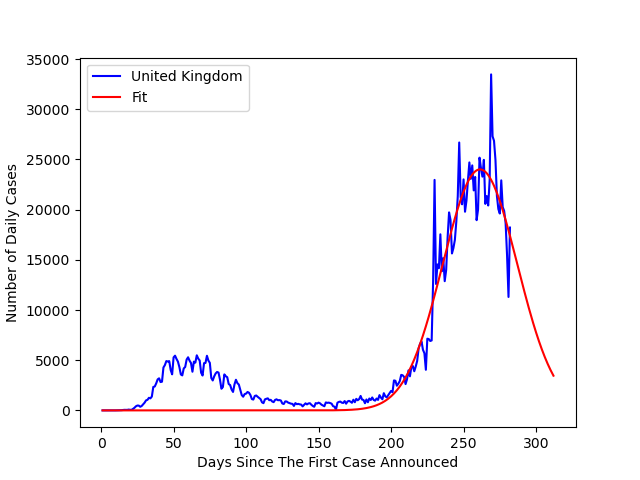 35000
30000
25000
20000
15000
10000
5000
0
Number of Daily Cases
United Kingdom
Fit
0 50 100 150 200 250 300
Days Since The First Case Announced